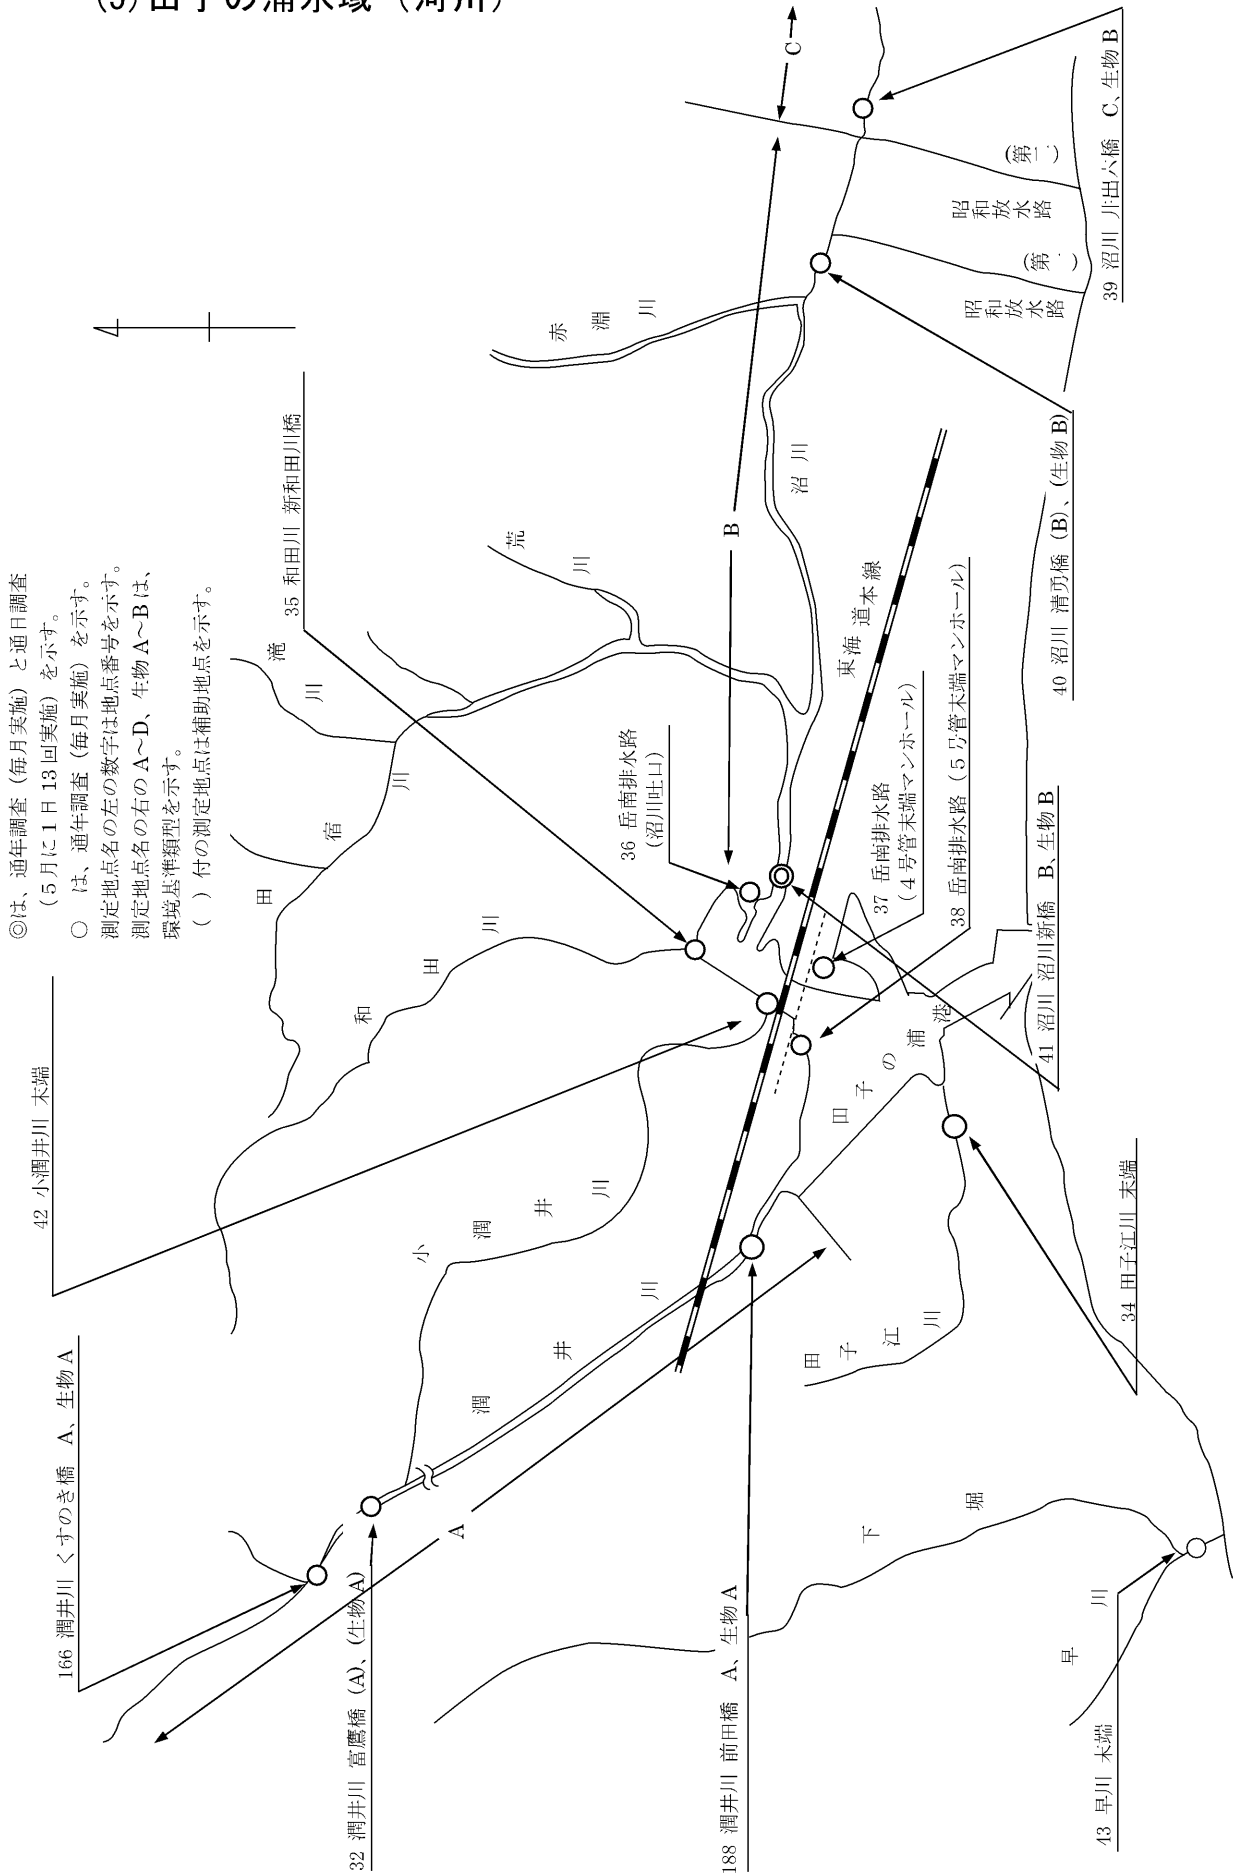 (5) 田子の浦水域 (河川)
◎は、通年調査（毎月実施）と通日調査
（５月に１日13回実施）を示す。
○　は、通年調査（毎月実施）を示す。
測定地点名の左の数字は地点番号を示す。
測定地点名の右のA～D、生物A～Bは、
環境基準類型を示す。
（　）付の測定地点は補助地点を示す。
42 小潤井川 末端
166 潤井川 くすのき橋　A、生物A
32 潤井川 富鷹橋 (A)、(生物A)
188 潤井川 前田橋　A、生物A
43 早川 末端
34 田子江川 末端
35 和田川 新和田川橋
36 岳南排水路
(沼川吐口)
37 岳南排水路
(４号管末端マンホール)
38 岳南排水路（５号管末端マンホール）
41 沼川 沼川新橋　B、生物B
40 沼川 清勇橋 (B)、(生物B)
39 沼川 井出六橋　C、生物B
A
B
C
滝川
田宿川
和田川
小潤井川
潤井川
田子江川
下堀
早川
荒川
赤淵川
沼川
東海道本線
田子の浦港
昭和放水路
(第一)
昭和放水路
(第二)